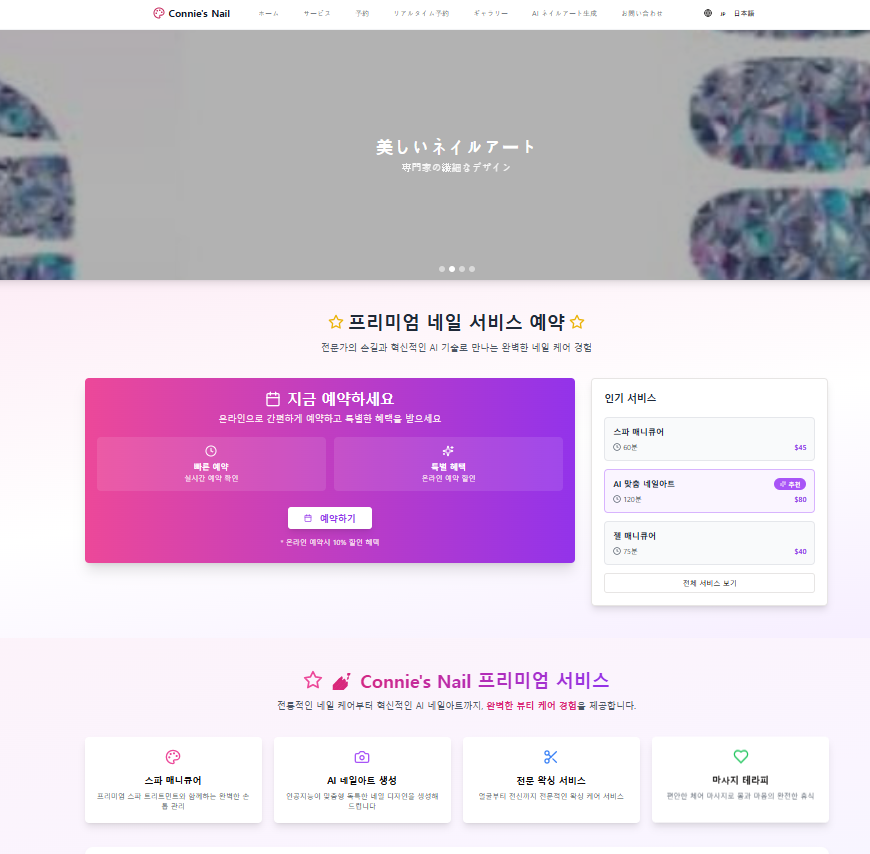 Connie's Nail
ホーム
サービス
予約
リアルタイム予約
ギャラリー
AI ネイルアート生成
お問い合わせ
JP 日本語
美しいネイルアート
専門家の繊細なデザイン
프리미엄 네일 서비스 예약
전문가의 손길과 혁신적인 AI 기술로 만나는 완벽한 네일 케어 경험
지금 예약하세요
온라인으로 간편하게 예약하고 특별한 혜택을 받으세요
빠른 예약
실시간 예약 확인
특별 혜택
온라인 예약 할인
예약하기
* 온라인 예약시 10% 할인 혜택
인기 서비스
스파 매니큐어
60분 $45
AI 맞춤 네일아트 추천
120분 $80
젤 매니큐어
75분 $40
전체 서비스 보기
Connie's Nail 프리미엄 서비스
전통적인 네일 케어부터 혁신적인 AI 네일아트까지, 완벽한 뷰티 케어 경험을 제공합니다.
스파 매니큐어
프리미엄 스파 트리트먼트와 함께하는 완벽한 손
톱 관리
AI 네일아트 생성
인공지능이 맞춤형 독특한 네일 디자인을 생성해
드립니다
전문 왁싱 서비스
얼굴부터 전신까지 전문적인 왁싱 케어 서비스
마사지 테라피
편안한 체어 마사지로 몸과 마음의 완전한 휴식